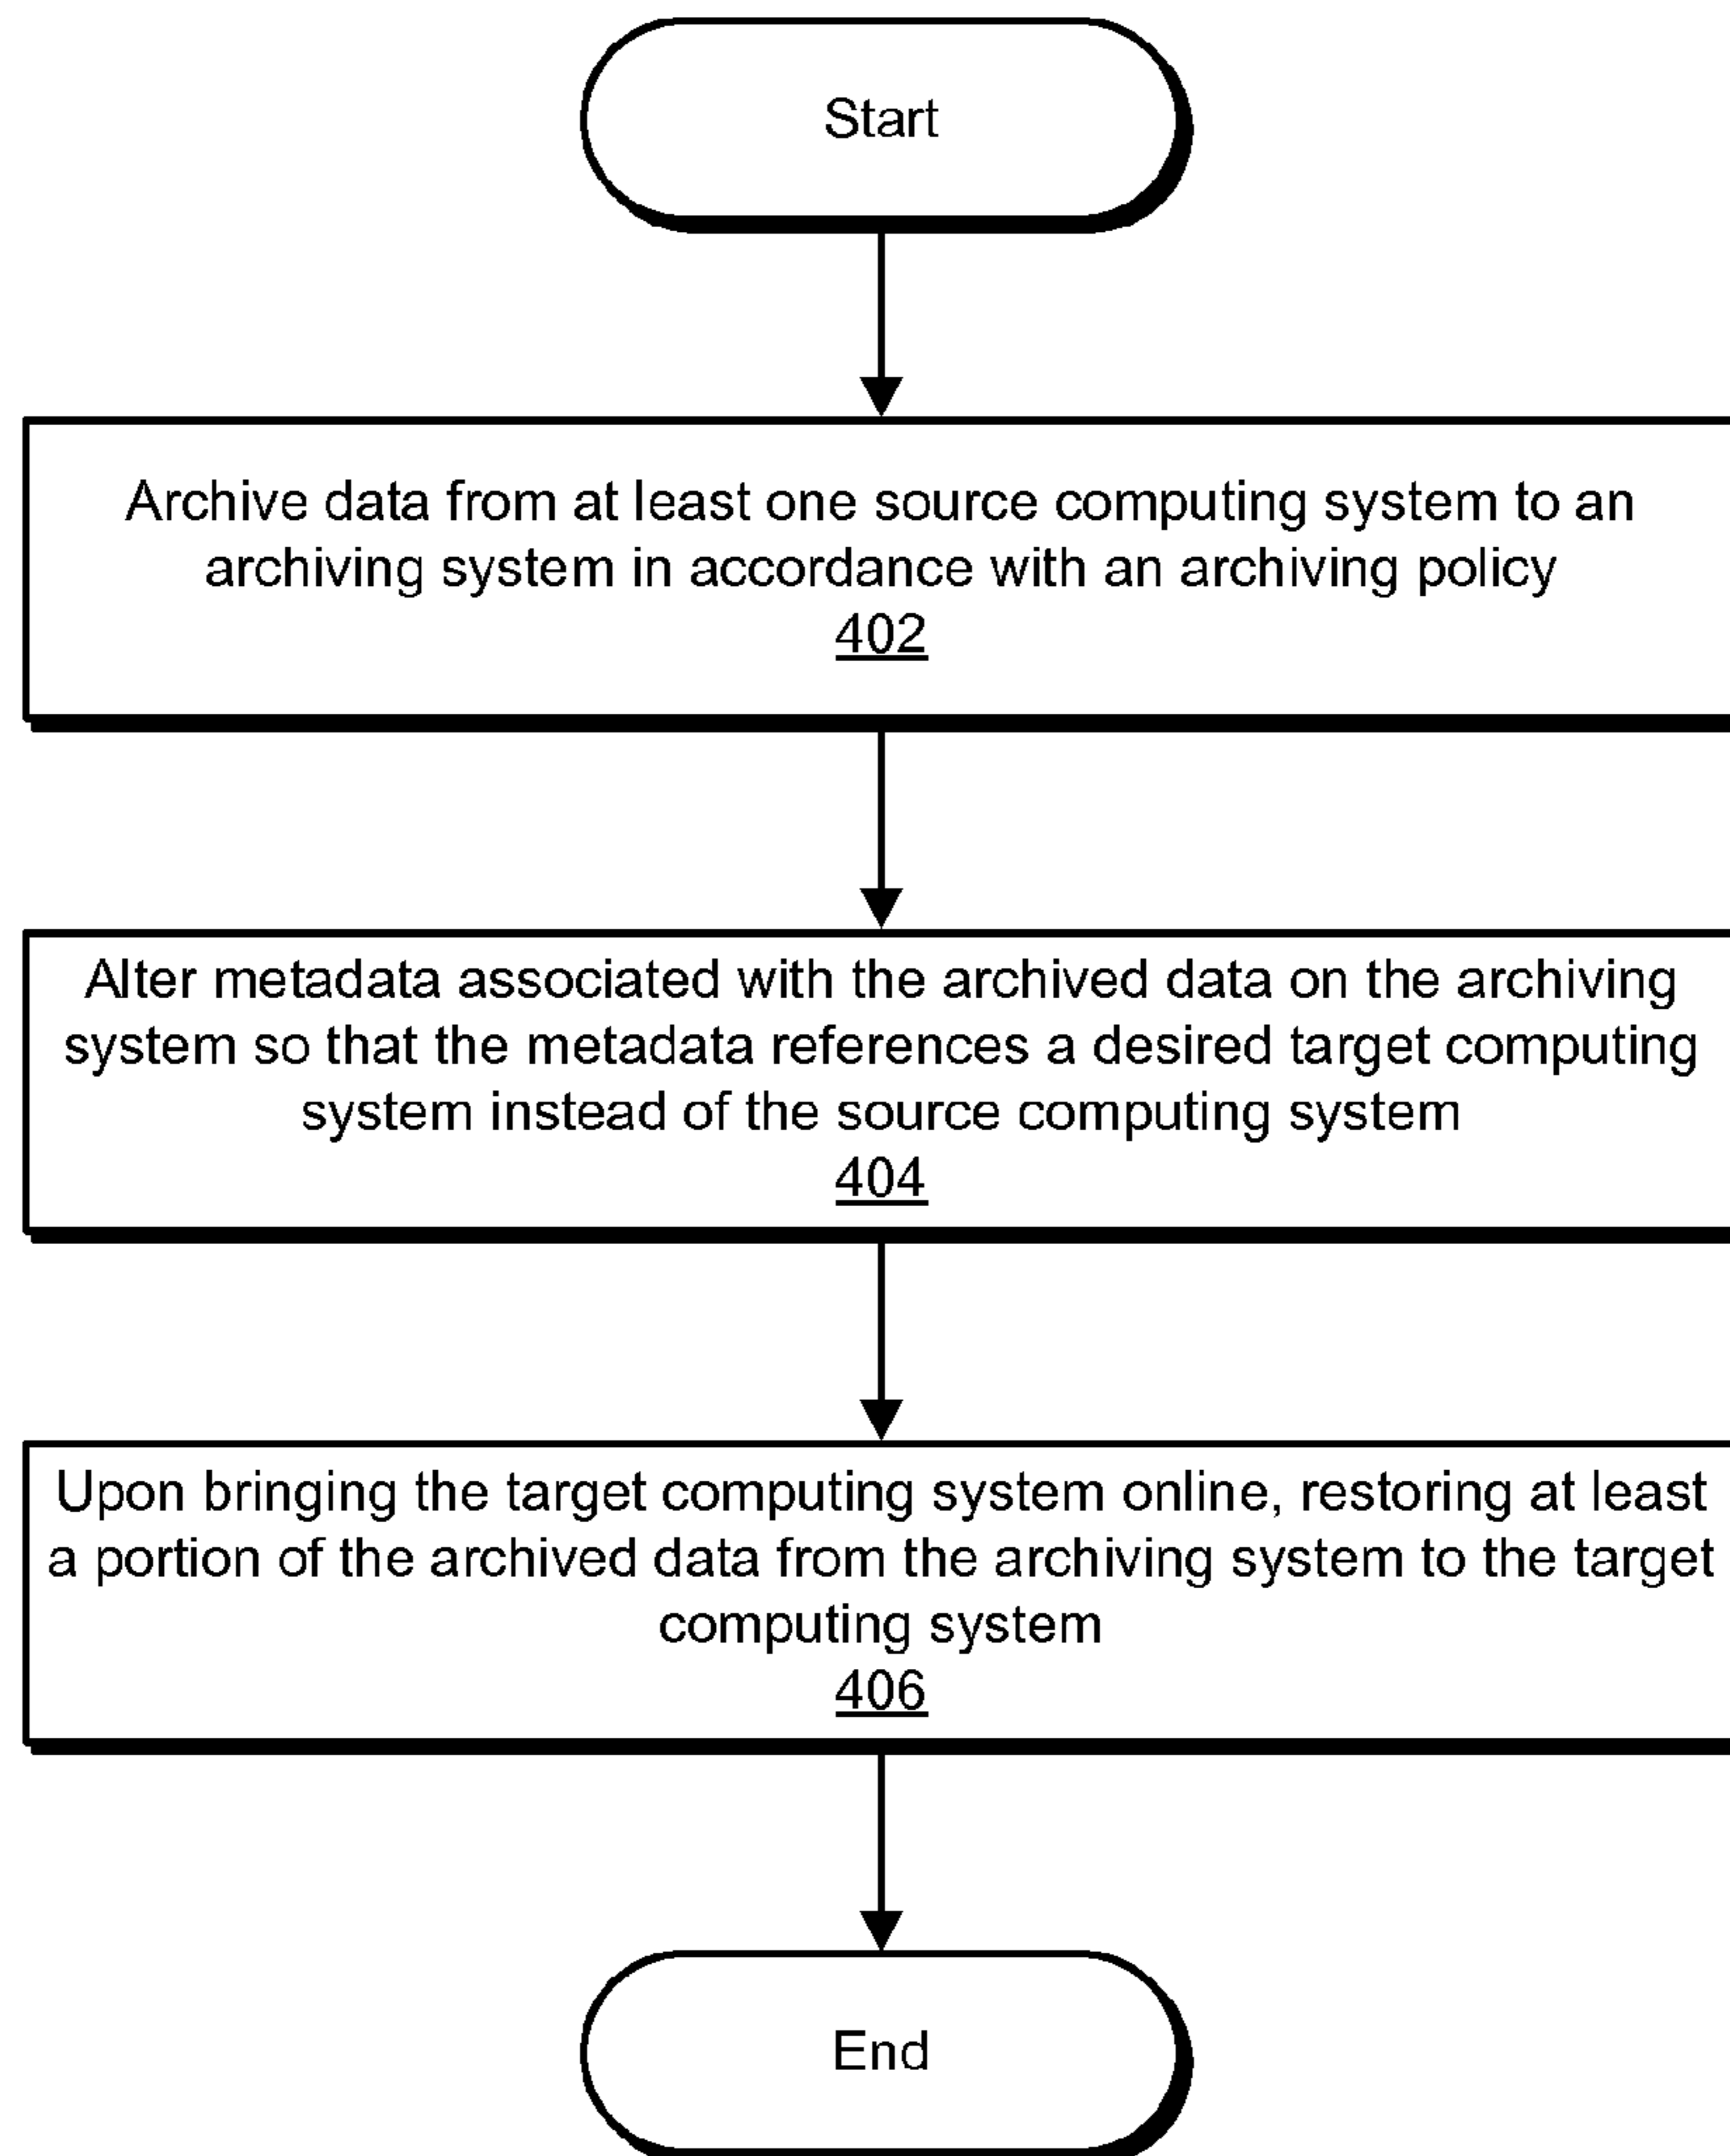 Start
Archive data from at least one source computing system to an
archiving system in accordance with an archiving policy
402
Alter metadata associated with the archived data on the archiving
system so that the metadata references a desired target computing
system instead of the source computing system
404
Upon bringing the target computing system online, restoring at least
a portion of the archived data from the archiving system to the target
computing system
406
End